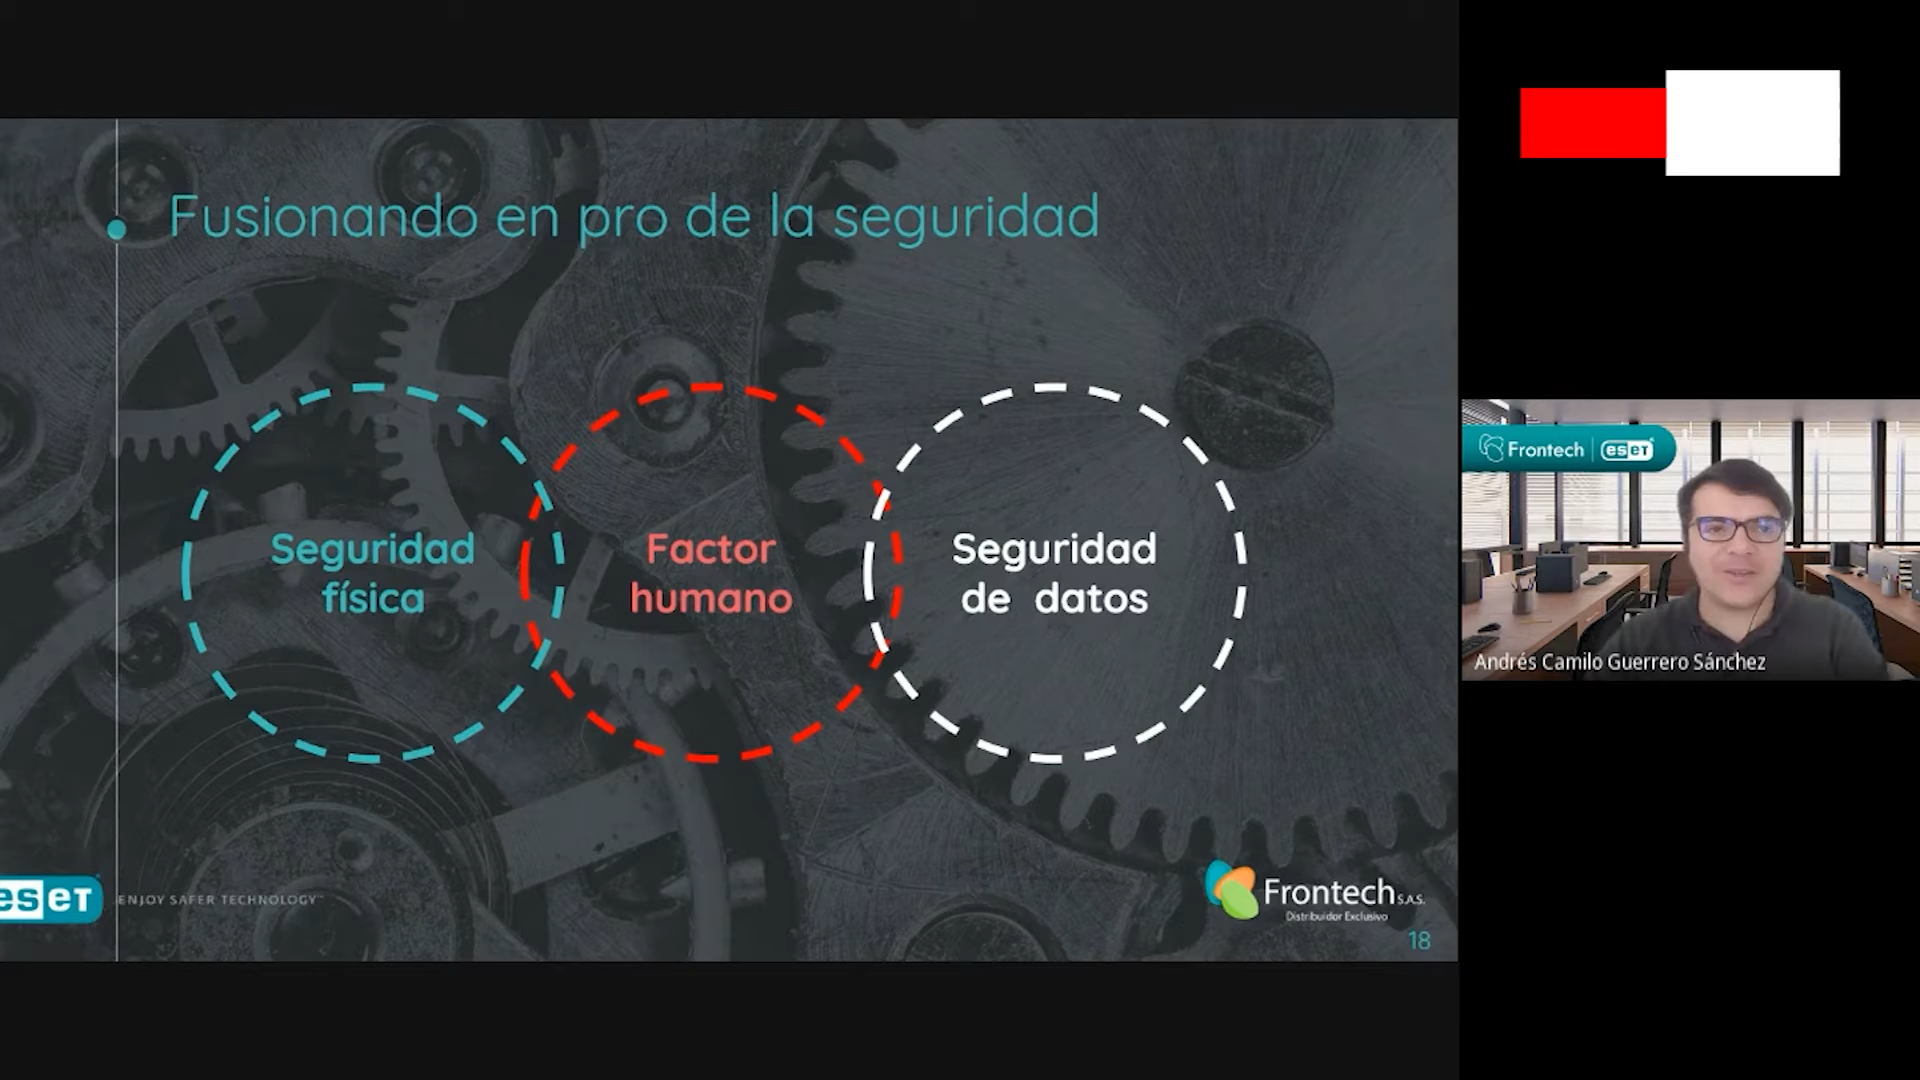 Fusionando en pro de la seguridad
Seguridad
física
Factor
humano
Seguridad
de datos
eseT
ENJOY SAFER TECHNOLOGY
Frontech S.A.S.
Distribuidor Exclusivo
18
Frontech | eseT
Andrés Camilo Guerrero Sánchez